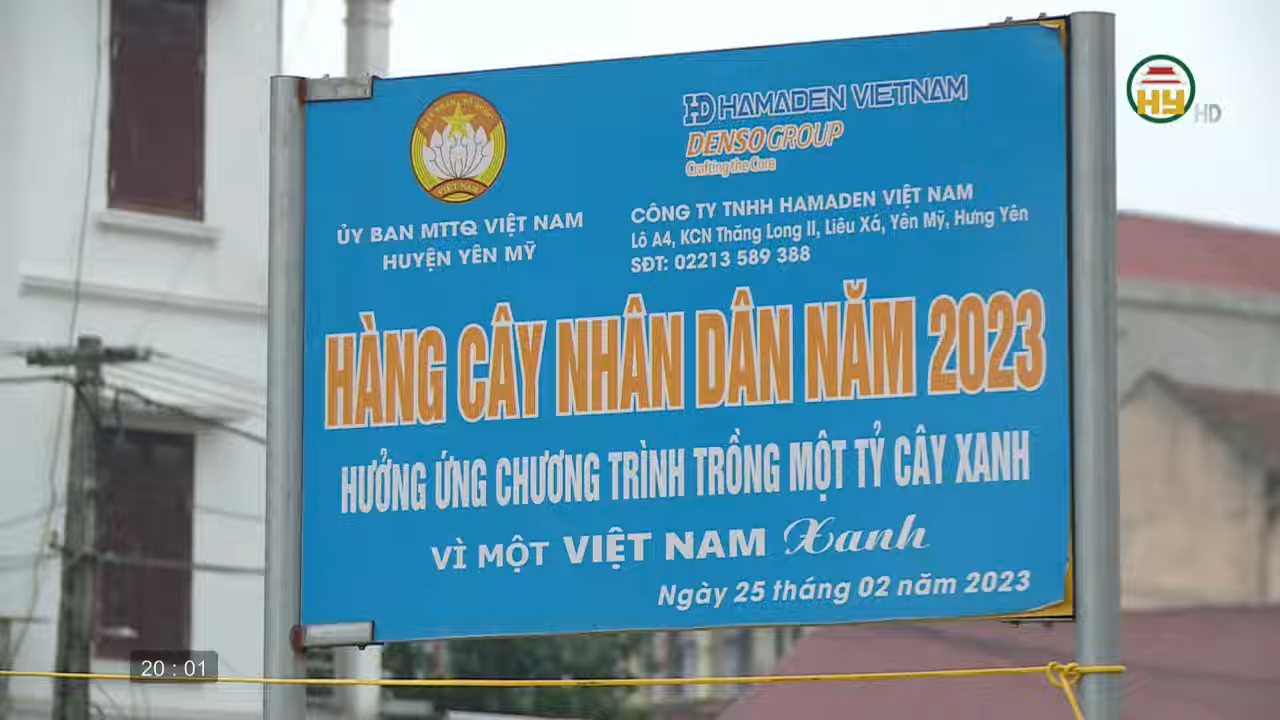 VIỆT NAM
HAMADEN VIETNAM
DENSO GROUP
Crafting the Core
HY HD
ỦY BAN MTTQ VIỆT NAM
HUYỆN YÊN MỸ
CÔNG TY TNHH HAMADEN VIỆT NAM
Lô A4, KCN Thăng Long II, Liêu Xá, Yên Mỹ, Hưng Yên
SĐT: 02213 589 388
HÀNG CÂY NHÂN DÂN NĂM 2023
HƯỞNG ỨNG CHƯƠNG TRÌNH TRỒNG MỘT TỶ CÂY XANH
VÌ MỘT VIỆT NAM Xanh
Ngày 25 tháng 02 năm 2023
20 : 01